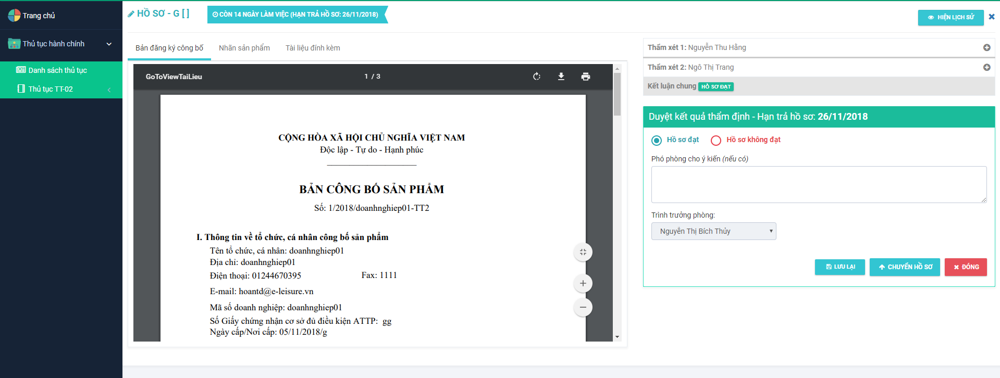 Trang chủ
Thủ tục hành chính
Danh sách thủ tục
Thủ tục TT-02
HỒ SƠ - G [ ]
CÒN 14 NGÀY LÀM VIỆC (HẠN TRẢ HỒ SƠ: 26/11/2018)
HIỆN LỊCH SỬ
Bản đăng ký công bố
Nhãn sản phẩm
Tài liệu đính kèm
GoToViewTaiLieu
1 / 3
CỘNG HÒA XÃ HỘI CHỦ NGHĨA VIỆT NAM
Độc lập - Tự do - Hạnh phúc
BẢN CÔNG BỐ SẢN PHẨM
Số: 1/2018/doanhnghiep01-TT2
I. Thông tin về tổ chức, cá nhân công bố sản phẩm
Tên tổ chức, cá nhân: doanhnghiep01
Địa chỉ: doanhnghiep01
Điện thoại: 01244670395 Fax: 1111
E-mail: hoantd@e-leisure.vn
Mã số doanh nghiệp: doanhnghiep01
Số Giấy chứng nhận cơ sở đủ điều kiện ATTP: gg
Ngày cấp/Nơi cấp: 05/11/2018/g
Thẩm xét 1: Nguyễn Thu Hằng
Thẩm xét 2: Ngô Thị Trang
Kết luận chung HỒ SƠ ĐẠT
Duyệt kết quả thẩm định - Hạn trả hồ sơ: 26/11/2018
Hồ sơ đạt
Hồ sơ không đạt
Phó phòng cho ý kiến (nếu có)
Trình trưởng phòng:
Nguyễn Thị Bích Thủy
LƯU LẠI
CHUYỂN HỒ SƠ
ĐÓNG